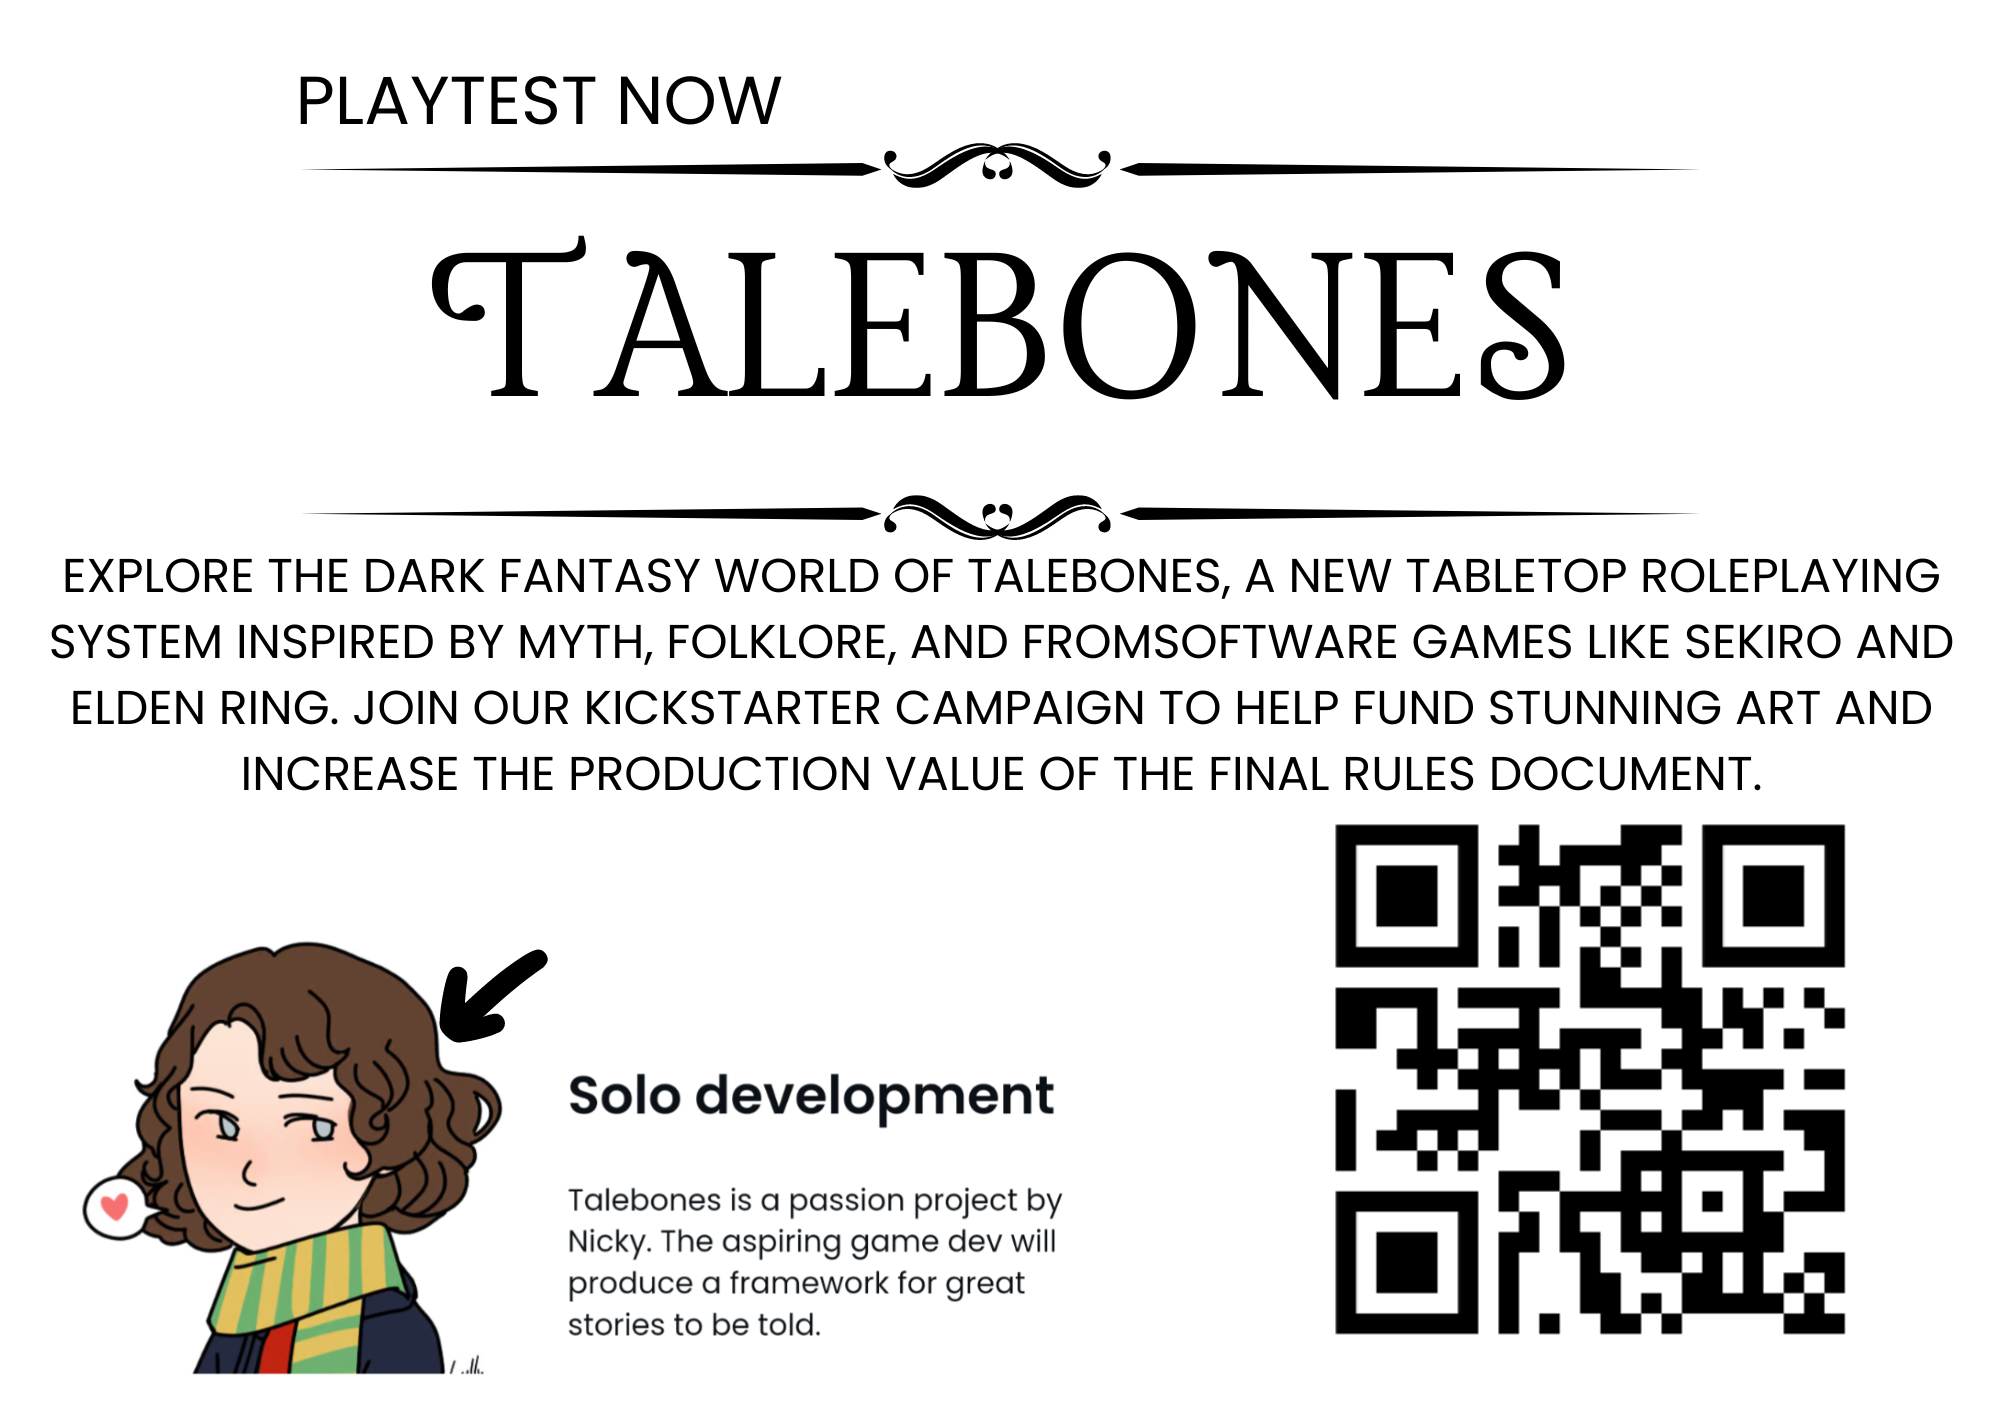 PLAYTEST NOW
TALEBONES
EXPLORE THE DARK FANTASY WORLD OF TALEBONES, A NEW TABLETOP ROLEPLAYING
SYSTEM INSPIRED BY MYTH, FOLKLORE, AND FROMSOFTWARE GAMES LIKE SEKIRO AND
ELDEN RING. JOIN OUR KICKSTARTER CAMPAIGN TO HELP FUND STUNNING ART AND
INCREASE THE PRODUCTION VALUE OF THE FINAL RULES DOCUMENT.
Solo development
Talebones is a passion project by
Nicky. The aspiring game dev will
produce a framework for great
stories to be told.